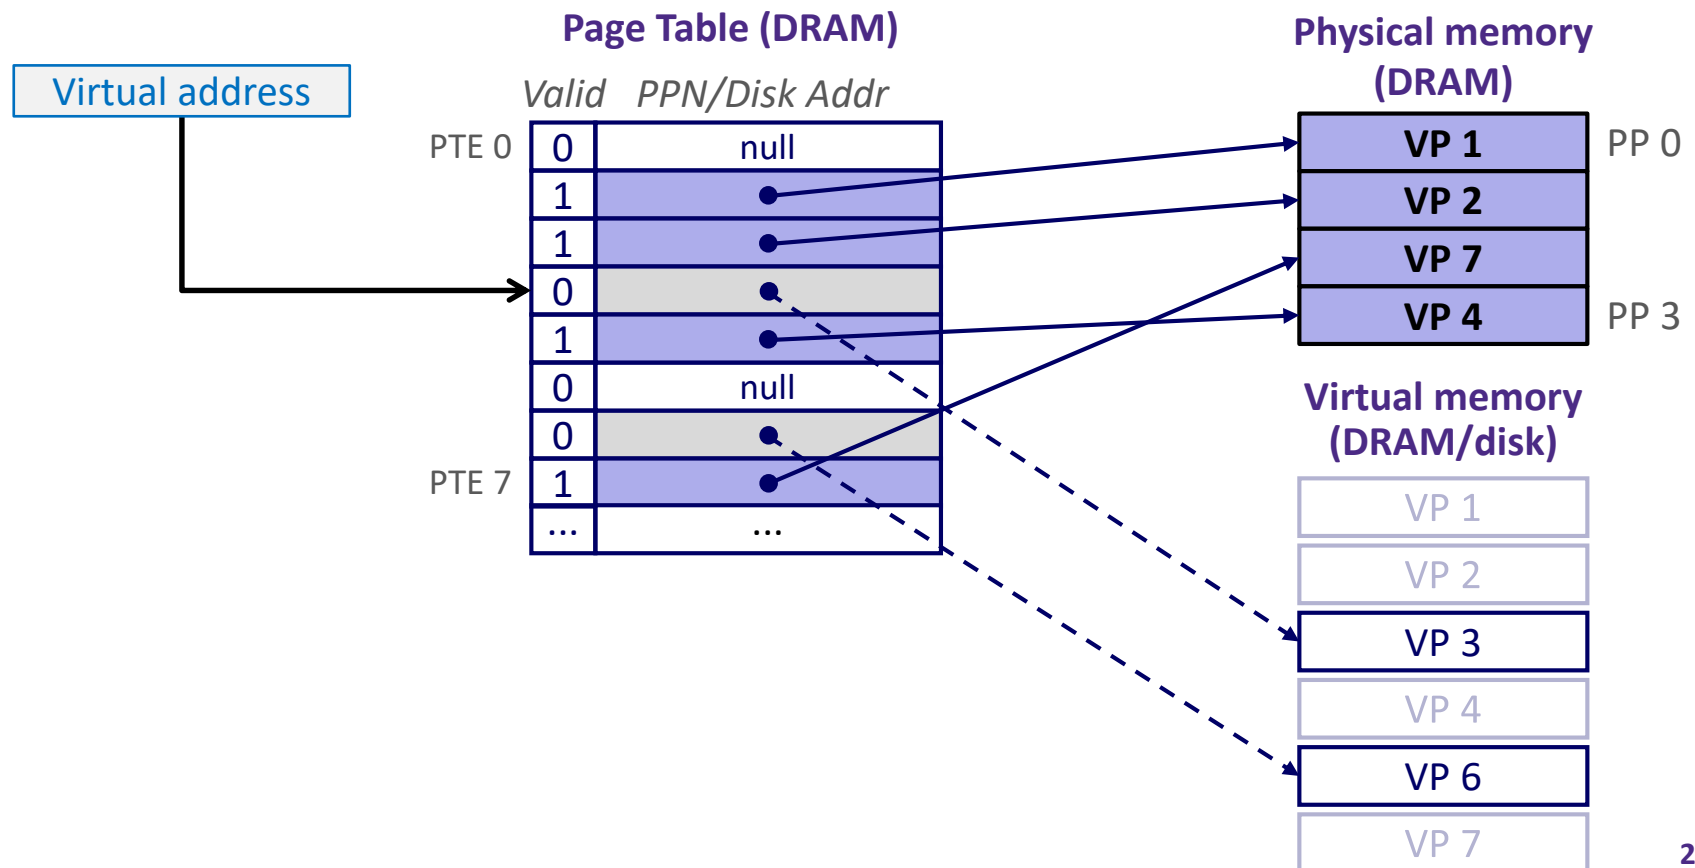 Page Table (DRAM)
Physical memory
(DRAM)
Virtual address
Valid PPN/Disk Addr
PTE 0 0 null
1
1
0
1
0 null
0
PTE 7 1
... ...
VP 1 PP 0
VP 2
VP 7
VP 4 PP 3
Virtual memory
(DRAM/disk)
VP 1
VP 2
VP 3
VP 4
VP 6
VP 7
2